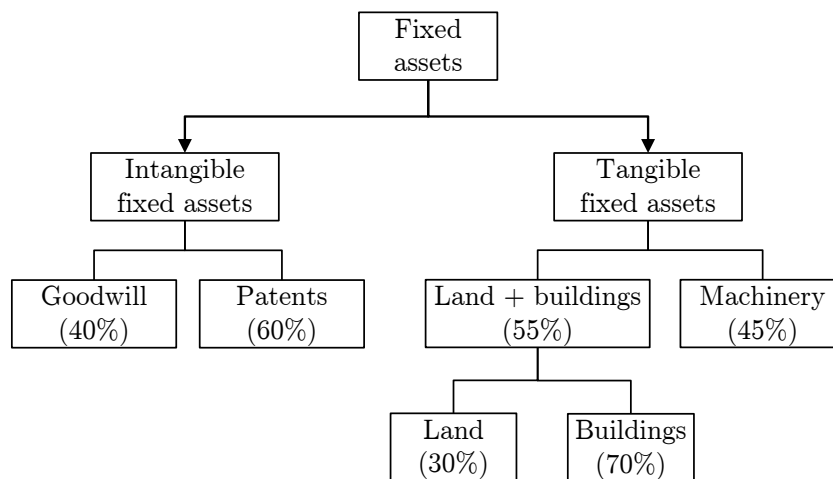 Fixed
assets
Intangible
fixed assets
Tangible
fixed assets
Goodwill
(40%)
Patents
(60%)
Land + buildings
(55%)
Machinery
(45%)
Land
(30%)
Buildings
(70%)